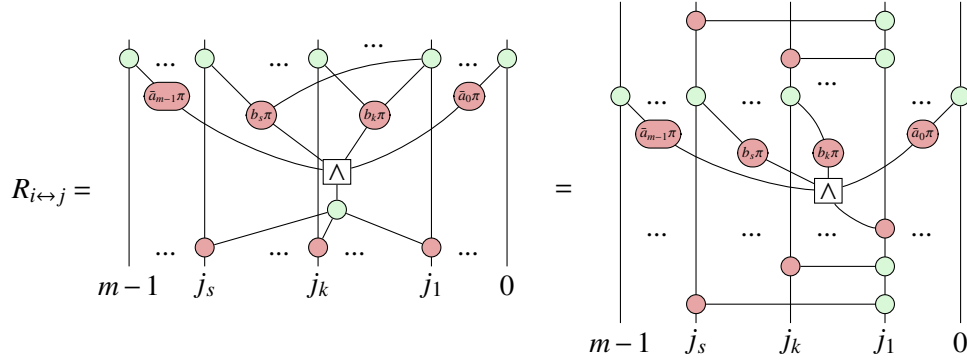 ... ... ... ... ...
ā_{m−1}π b_sπ b_kπ ā_0π
∧
R_{i↔j} =
... ... ... ...
m − 1 j_s j_k j_1 0
=
...
... ... ...
ā_{m−1}π b_sπ b_kπ ā_0π
∧
... ... ... ...
m − 1 j_s j_k j_1 0